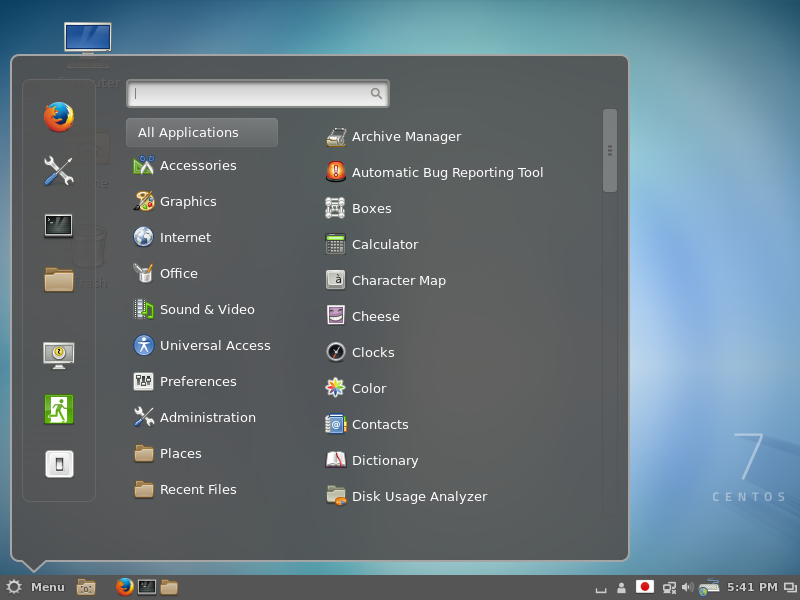 All Applications
Accessories
Graphics
Internet
Office
Sound & Video
Universal Access
Preferences
Administration
Places
Recent Files
Archive Manager
Automatic Bug Reporting Tool
Boxes
Calculator
Character Map
Cheese
Clocks
Color
Contacts
Dictionary
Disk Usage Analyzer
7
CENTOS
Menu
5:41 PM